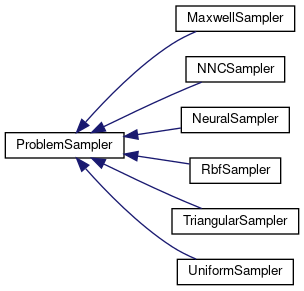 MaxwellSampler
NNCSampler
NeuralSampler
ProblemSampler
RbfSampler
TriangularSampler
UniformSampler